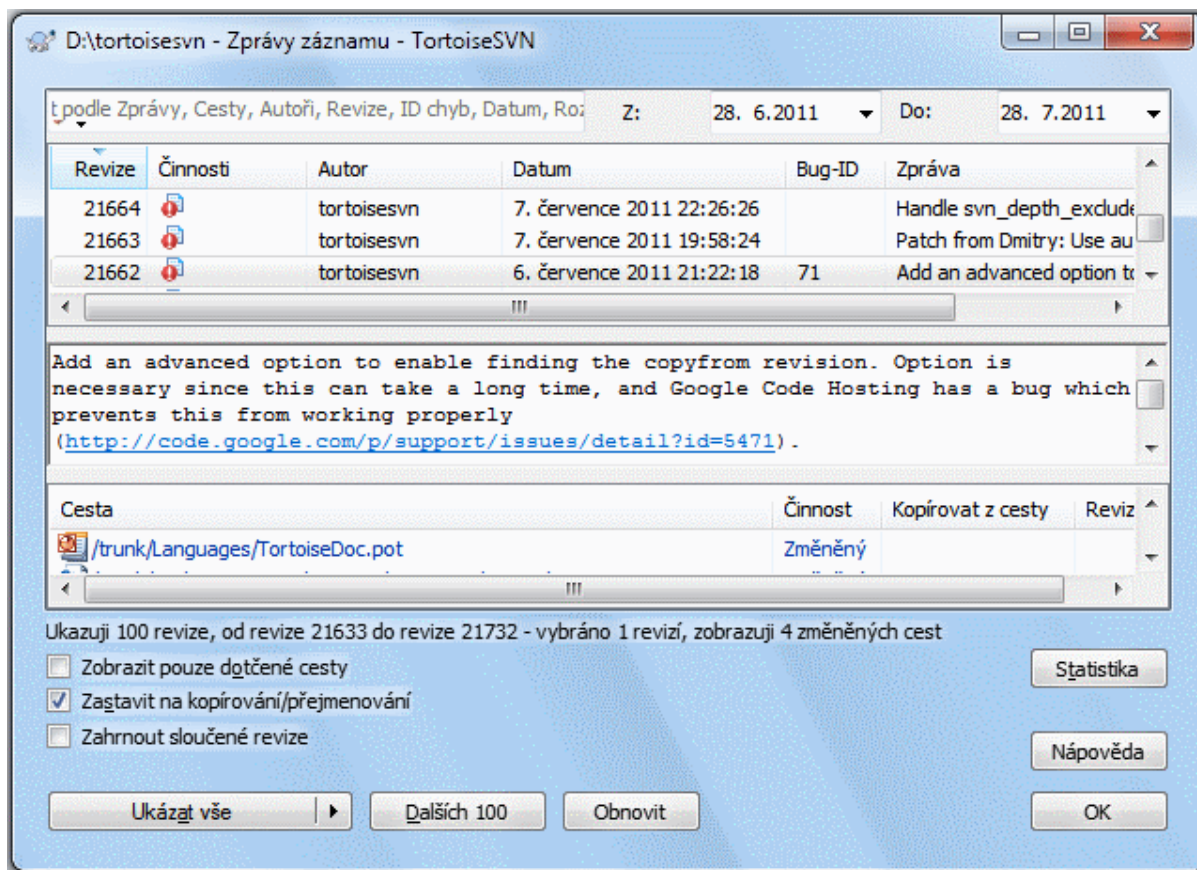 D:\tortoisesvn - Zprávy záznamu - TortoiseSVN
t podle Zprávy, Cesty, Autoři, Revize, ID chyb, Datum, Roz Z: 28. 6.2011 Do: 28. 7.2011
Revize Činnosti Autor Datum Bug-ID Zpráva
21664 tortoisesvn 7. července 2011 22:26:26 Handle svn_depth_exclude
21663 tortoisesvn 7. července 2011 19:58:24 Patch from Dmitry: Use au
21662 tortoisesvn 6. července 2011 21:22:18 71 Add an advanced option to
Add an advanced option to enable finding the copyfrom revision. Option is
necessary since this can take a long time, and Google Code Hosting has a bug which
prevents this from working properly
(http://code.google.com/p/support/issues/detail?id=5471).
Cesta Činnost Kopírovat z cesty Reviz
/trunk/Languages/TortoiseDoc.pot Změněný
Ukazuji 100 revize, od revize 21633 do revize 21732 - vybráno 1 revizí, zobrazuji 4 změněných cest
Zobrazit pouze dotčené cesty
Statistika
Zastavit na kopírování/přejmenování
Zahrnout sloučené revize
Nápověda
Ukázat vše Dalších 100 Obnovit OK